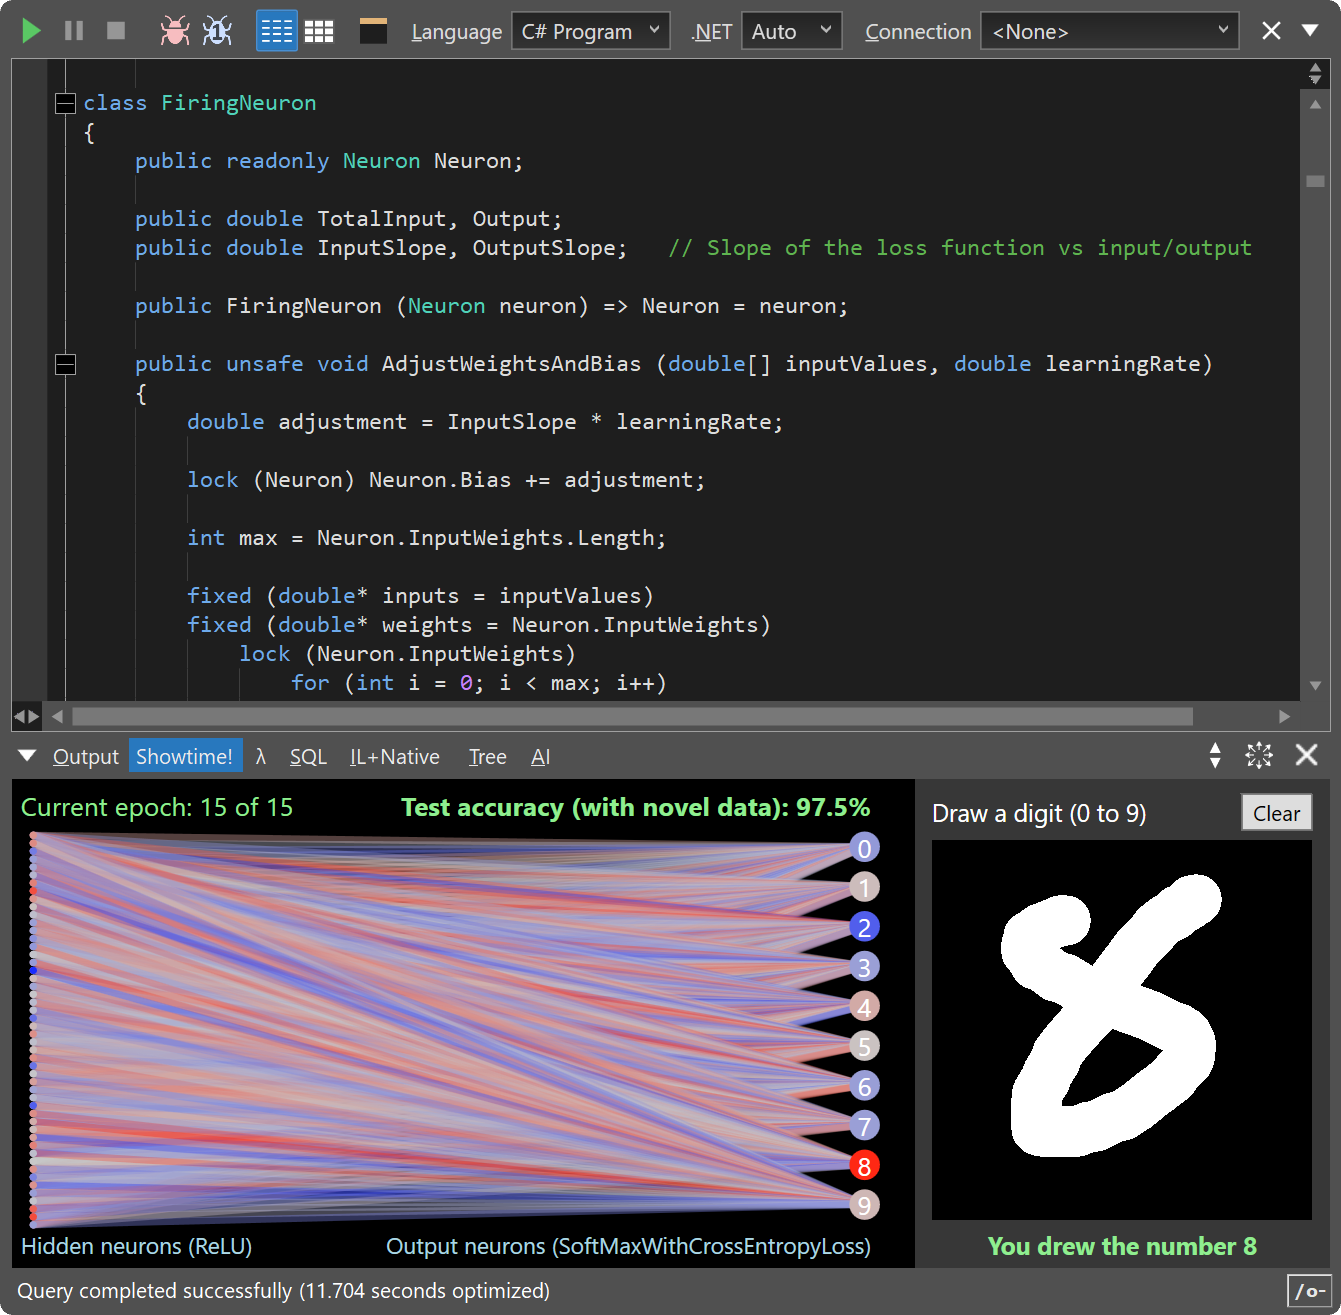 Language C# Program .NET Auto Connection <None>
class FiringNeuron
{
public readonly Neuron Neuron;
public double TotalInput, Output;
public double InputSlope, OutputSlope; // Slope of the loss function vs input/output
public FiringNeuron (Neuron neuron) => Neuron = neuron;
public unsafe void AdjustWeightsAndBias (double[] inputValues, double learningRate)
{
double adjustment = InputSlope * learningRate;
lock (Neuron) Neuron.Bias += adjustment;
int max = Neuron.InputWeights.Length;
fixed (double* inputs = inputValues)
fixed (double* weights = Neuron.InputWeights)
lock (Neuron.InputWeights)
for (int i = 0; i < max; i++)
Output Showtime! λ SQL IL+Native Tree AI
Current epoch: 15 of 15 Test accuracy (with novel data): 97.5%
0
1
2
3
4
5
6
7
8
9
Hidden neurons (ReLU) Output neurons (SoftMaxWithCrossEntropyLoss)
Draw a digit (0 to 9) Clear
8
You drew the number 8
Query completed successfully (11.704 seconds optimized) /o-